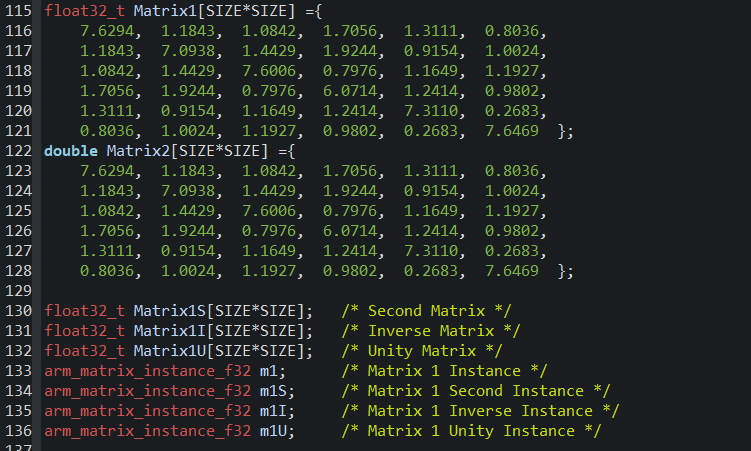 115 float32_t Matrix1[SIZE*SIZE] ={
116     7.6294,  1.1843,  1.0842,  1.7056,  1.3111,  0.8036,
117     1.1843,  7.0938,  1.4429,  1.9244,  0.9154,  1.0024,
118     1.0842,  1.4429,  7.6006,  0.7976,  1.1649,  1.1927,
119     1.7056,  1.9244,  0.7976,  6.0714,  1.2414,  0.9802,
120     1.3111,  0.9154,  1.1649,  1.2414,  7.3110,  0.2683,
121     0.8036,  1.0024,  1.1927,  0.9802,  0.2683,  7.6469  };
122 double Matrix2[SIZE*SIZE] ={
123     7.6294,  1.1843,  1.0842,  1.7056,  1.3111,  0.8036,
124     1.1843,  7.0938,  1.4429,  1.9244,  0.9154,  1.0024,
125     1.0842,  1.4429,  7.6006,  0.7976,  1.1649,  1.1927,
126     1.7056,  1.9244,  0.7976,  6.0714,  1.2414,  0.9802,
127     1.3111,  0.9154,  1.1649,  1.2414,  7.3110,  0.2683,
128     0.8036,  1.0024,  1.1927,  0.9802,  0.2683,  7.6469  };
129
130 float32_t Matrix1S[SIZE*SIZE];   /* Second Matrix */
131 float32_t Matrix1I[SIZE*SIZE];   /* Inverse Matrix */
132 float32_t Matrix1U[SIZE*SIZE];   /* Unity Matrix */
133 arm_matrix_instance_f32 m1;      /* Matrix 1 Instance */
134 arm_matrix_instance_f32 m1S;     /* Matrix 1 Second Instance */
135 arm_matrix_instance_f32 m1I;     /* Matrix 1 Inverse Instance */
136 arm_matrix_instance_f32 m1U;     /* Matrix 1 Unity Instance */
137